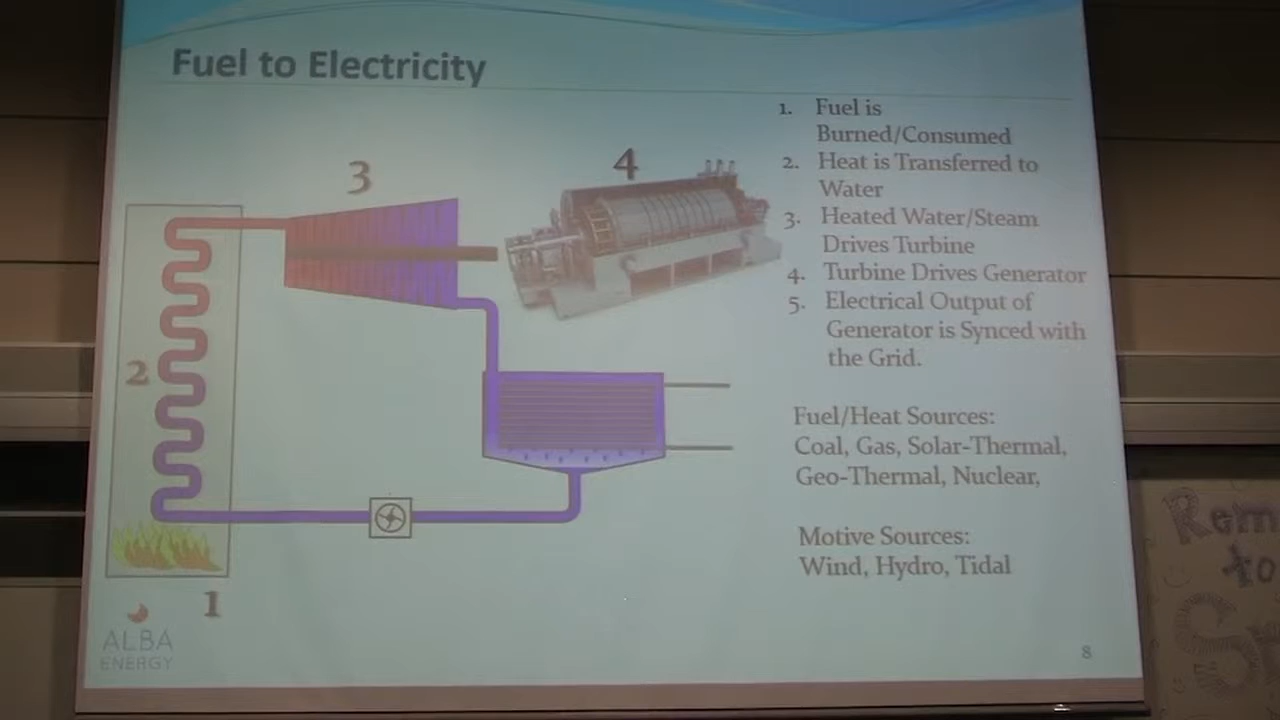 Fuel to Electricity
3
4
2
1
1. Fuel is
Burned/Consumed
2. Heat is Transferred to
Water
3. Heated Water/Steam
Drives Turbine
4. Turbine Drives Generator
5. Electrical Output of
Generator is Synced with
the Grid.
Fuel/Heat Sources:
Coal, Gas, Solar-Thermal,
Geo-Thermal, Nuclear,
Motive Sources:
Wind, Hydro, Tidal
ALBA
ENERGY
8
to